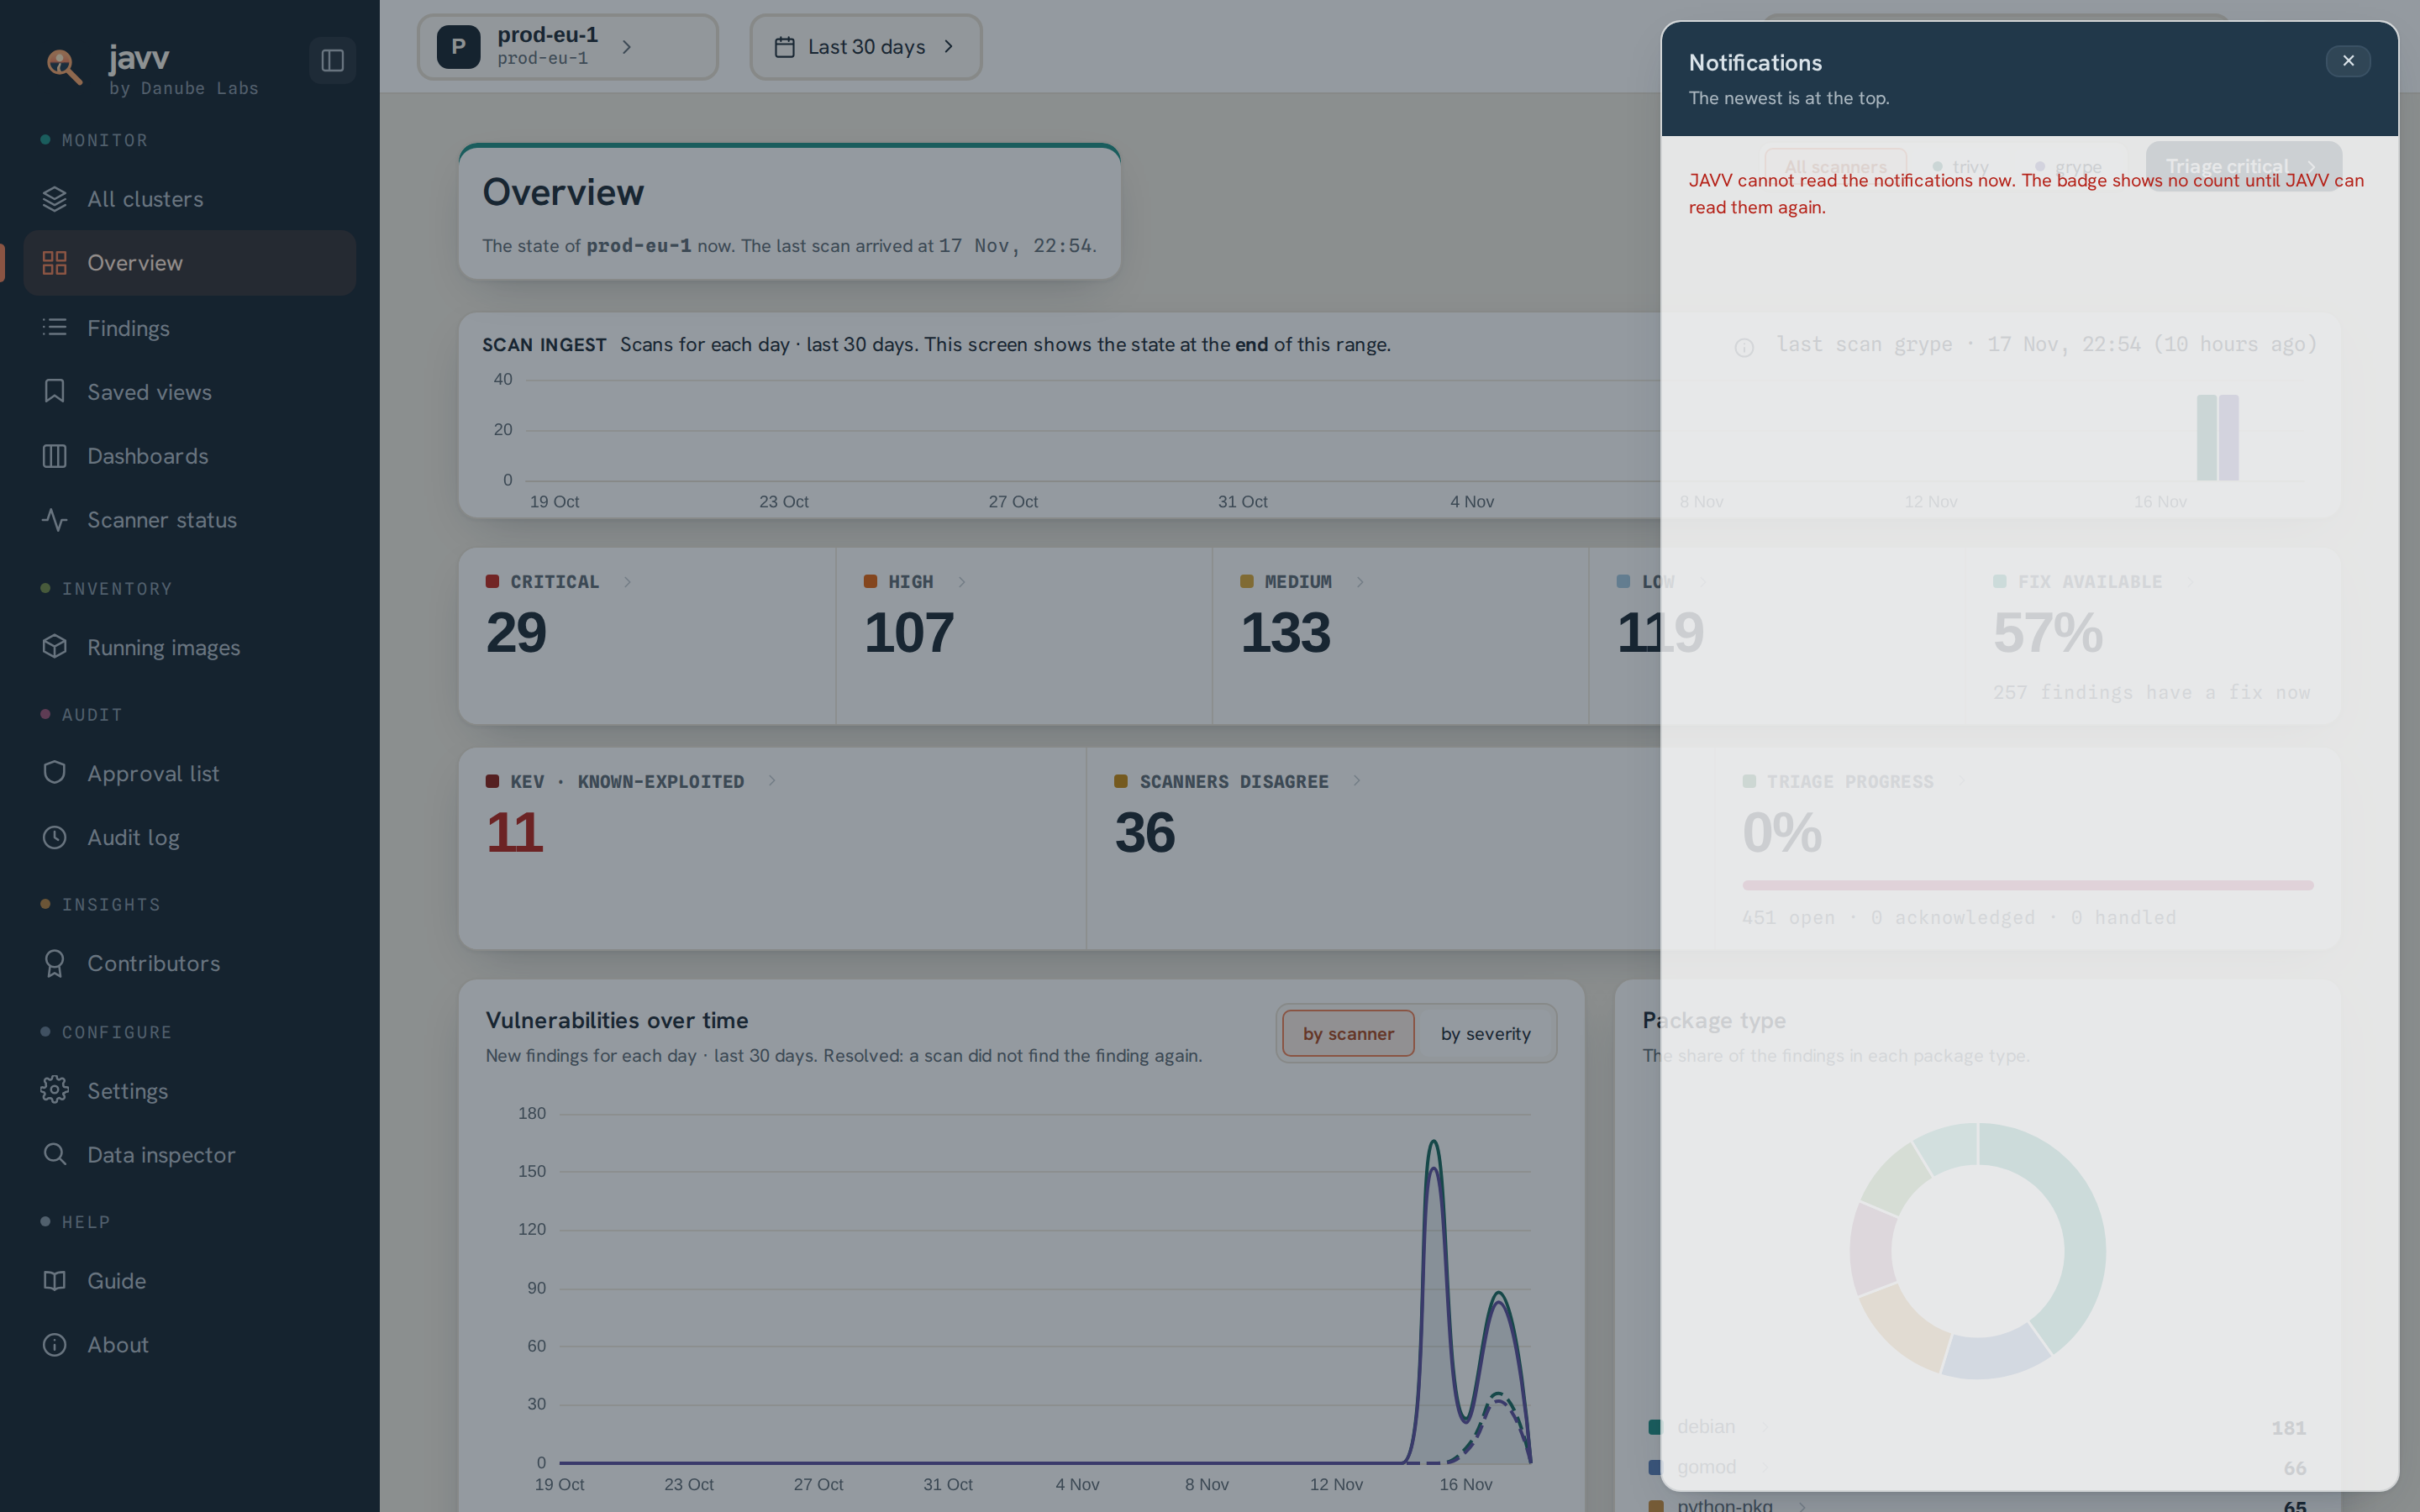 javv
by Danube Labs
MONITOR
All clusters
Overview
Findings
Saved views
Dashboards
Scanner status
INVENTORY
Running images
AUDIT
Approval list
Audit log
INSIGHTS
Contributors
CONFIGURE
Settings
Data inspector
HELP
Guide
About
P
prod-eu-1
prod-eu-1
Last 30 days
Notifications
The newest is at the top.
All scanners trivy grype Triage critical
JAVV cannot read the notifications now. The badge shows no count until JAVV can
read them again.
Overview
The state of prod-eu-1 now. The last scan arrived at 17 Nov, 22:54.
SCAN INGEST Scans for each day · last 30 days. This screen shows the state at the end of this range.
last scan grype · 17 Nov, 22:54 (10 hours ago)
40
20
0
19 Oct 23 Oct 27 Oct 31 Oct 4 Nov 8 Nov 12 Nov 16 Nov
CRITICAL
29
HIGH
107
MEDIUM
133
LOW
119
FIX AVAILABLE
57%
257 findings have a fix now
KEV · KNOWN-EXPLOITED
11
SCANNERS DISAGREE
36
TRIAGE PROGRESS
0%
451 open · 0 acknowledged · 0 handled
Vulnerabilities over time
New findings for each day · last 30 days. Resolved: a scan did not find the finding again.
by scanner by severity
180
150
120
90
60
30
0
19 Oct 23 Oct 27 Oct 31 Oct 4 Nov 8 Nov 12 Nov 16 Nov
Package type
The share of the findings in each package type.
debian 181
gomod 66
python-pkg 65